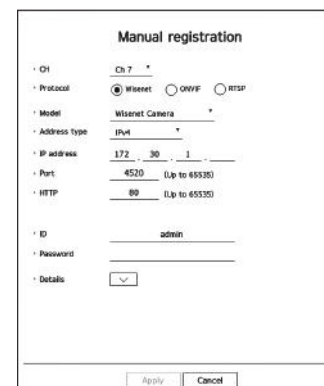 Manual registration
· CH Ch 7
· Protocol Wisenet ONVIF RTSP
· Model Wisenet Camera
· Address type IPv4
· IP address 172 . 30 . 1 .
· Port 4520 (Up to 65535)
· HTTP 80 (Up to 65535)
· ID admin
· Password
· Details
Apply Cancel